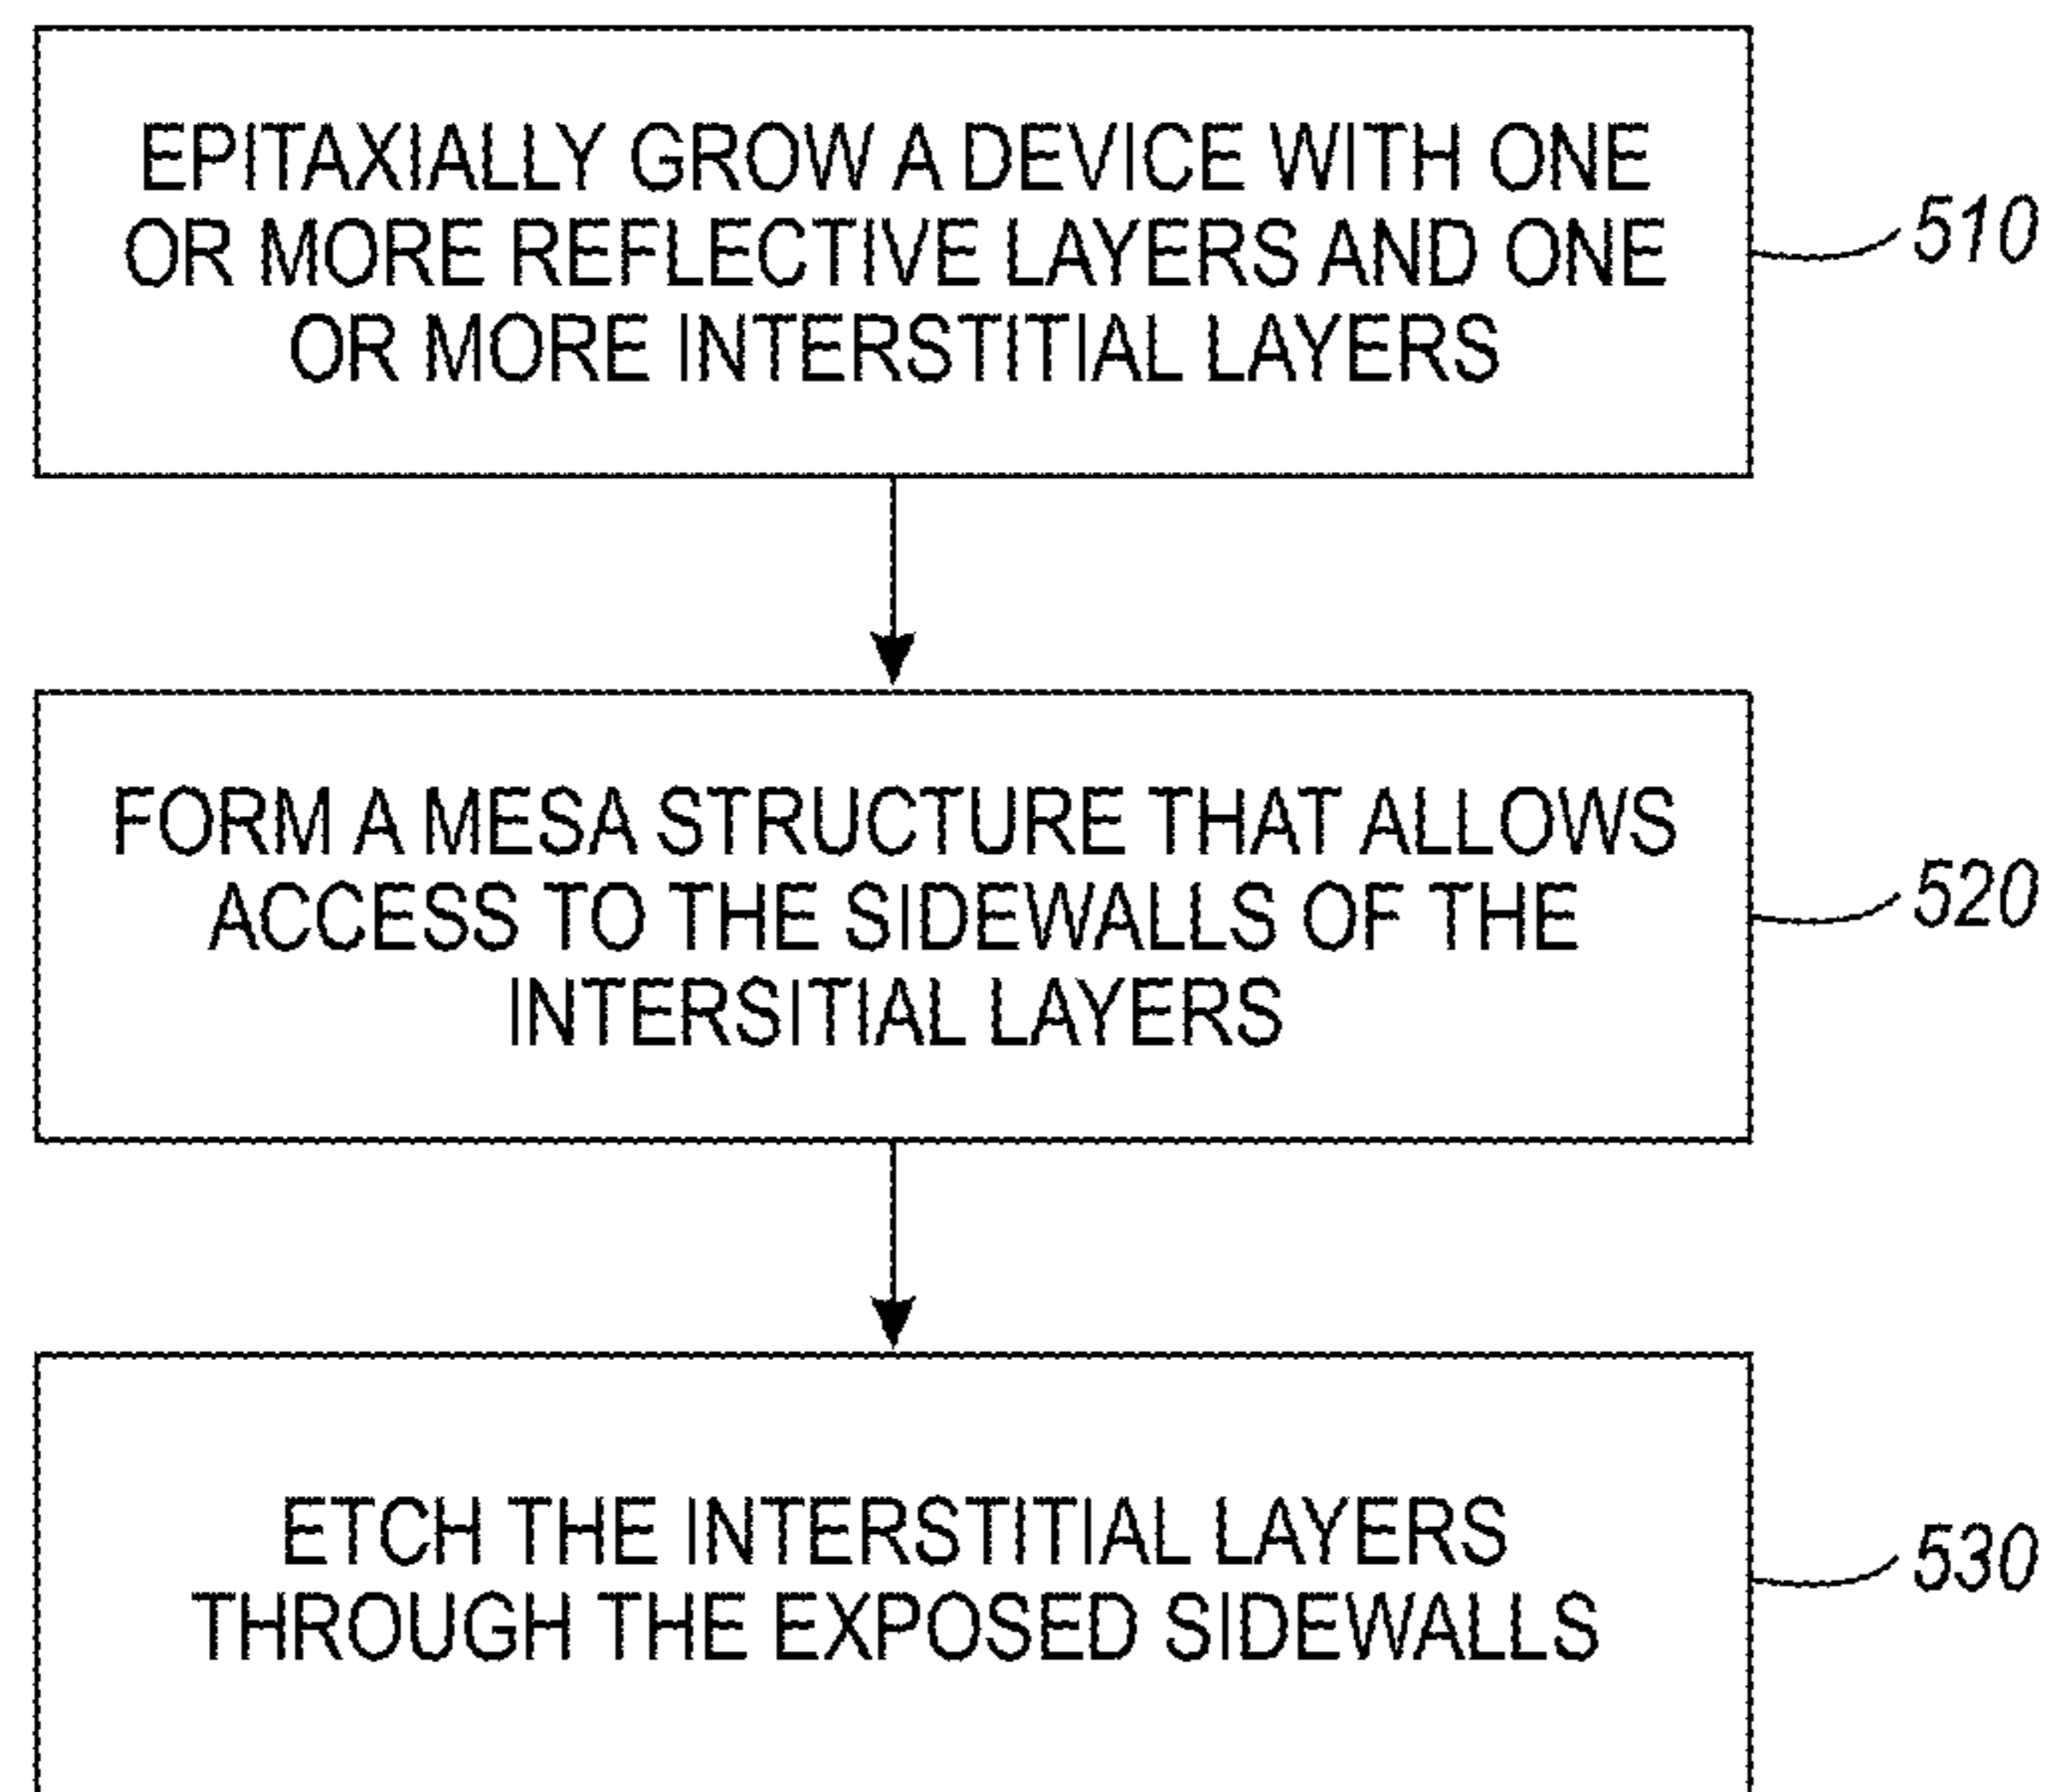 EPITAXIALLY GROW A DEVICE WITH ONE
OR MORE REFLECTIVE LAYERS AND ONE
OR MORE INTERSTITIAL LAYERS
510
FORM A MESA STRUCTURE THAT ALLOWS
ACCESS TO THE SIDEWALLS OF THE
INTERSITIAL LAYERS
520
ETCH THE INTERSTITIAL LAYERS
THROUGH THE EXPOSED SIDEWALLS
530